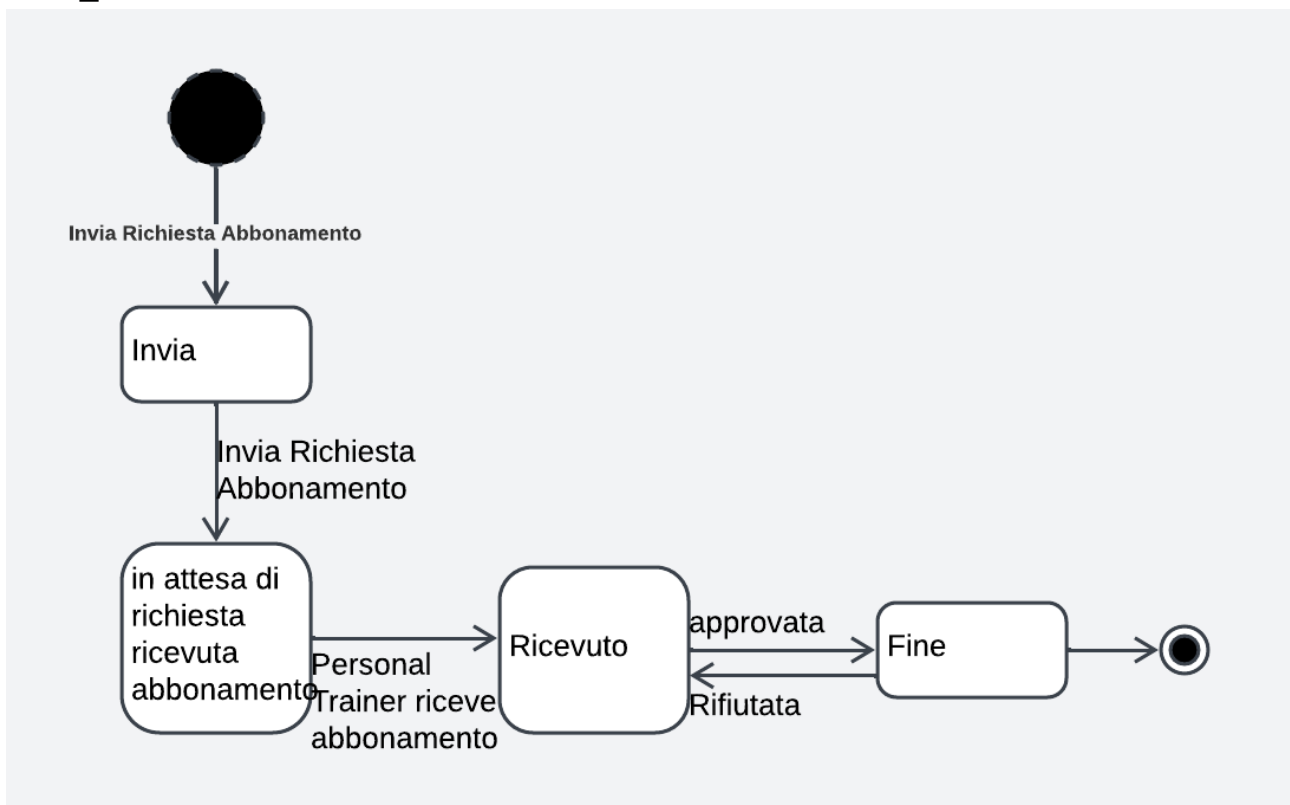 Invia Richiesta Abbonamento
Invia
Invia Richiesta
Abbonamento
in attesa di
richiesta
ricevuta
abbonamento
Personal
Trainer riceve
abbonamento
Ricevuto
approvata
Rifiutata
Fine